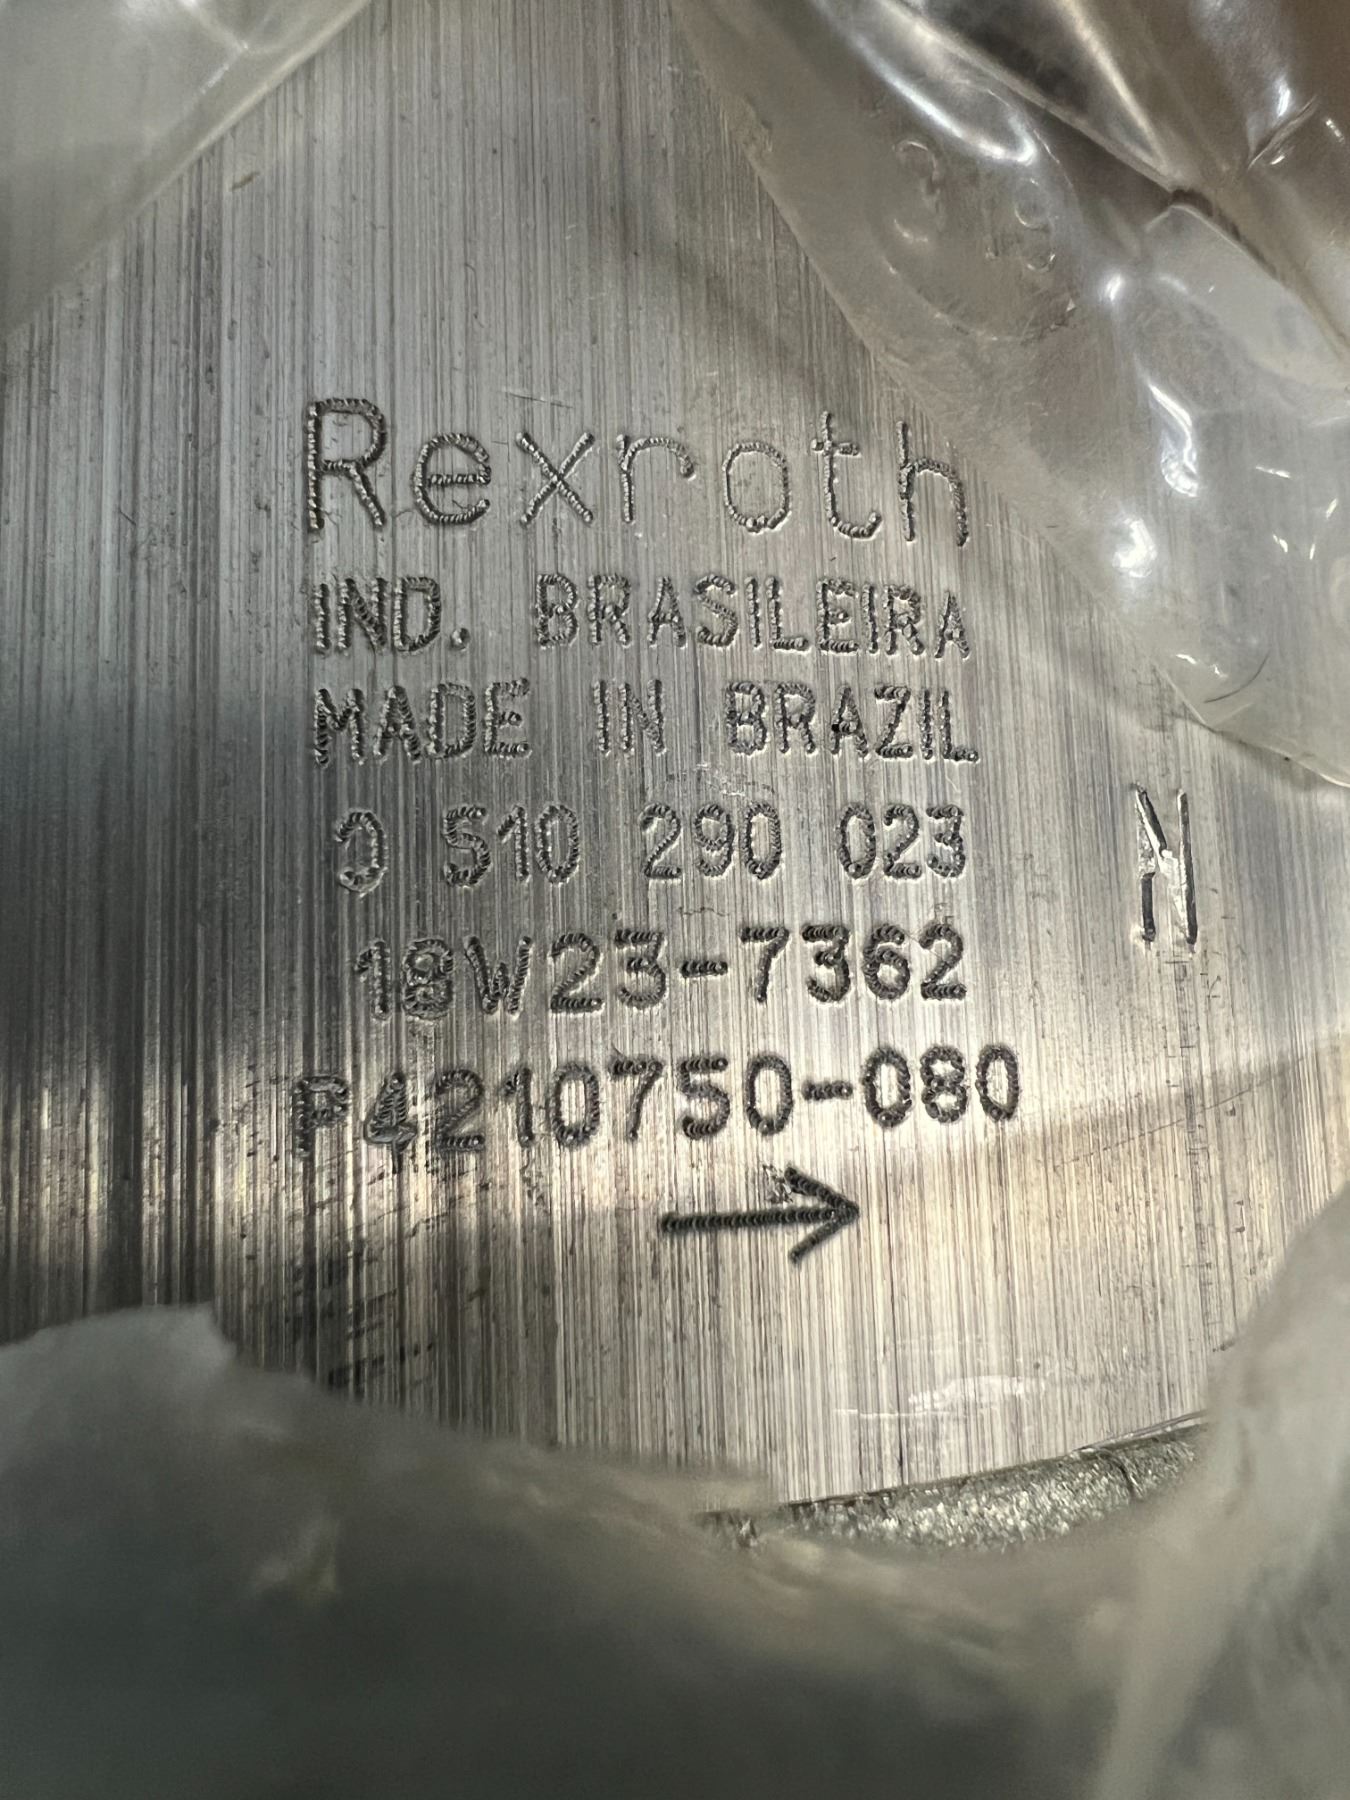 Rexroth
IND. BRASILEIRA
MADE IN BRAZIL
0 510 290 023
N
18W23-7362
P4210750-080
→